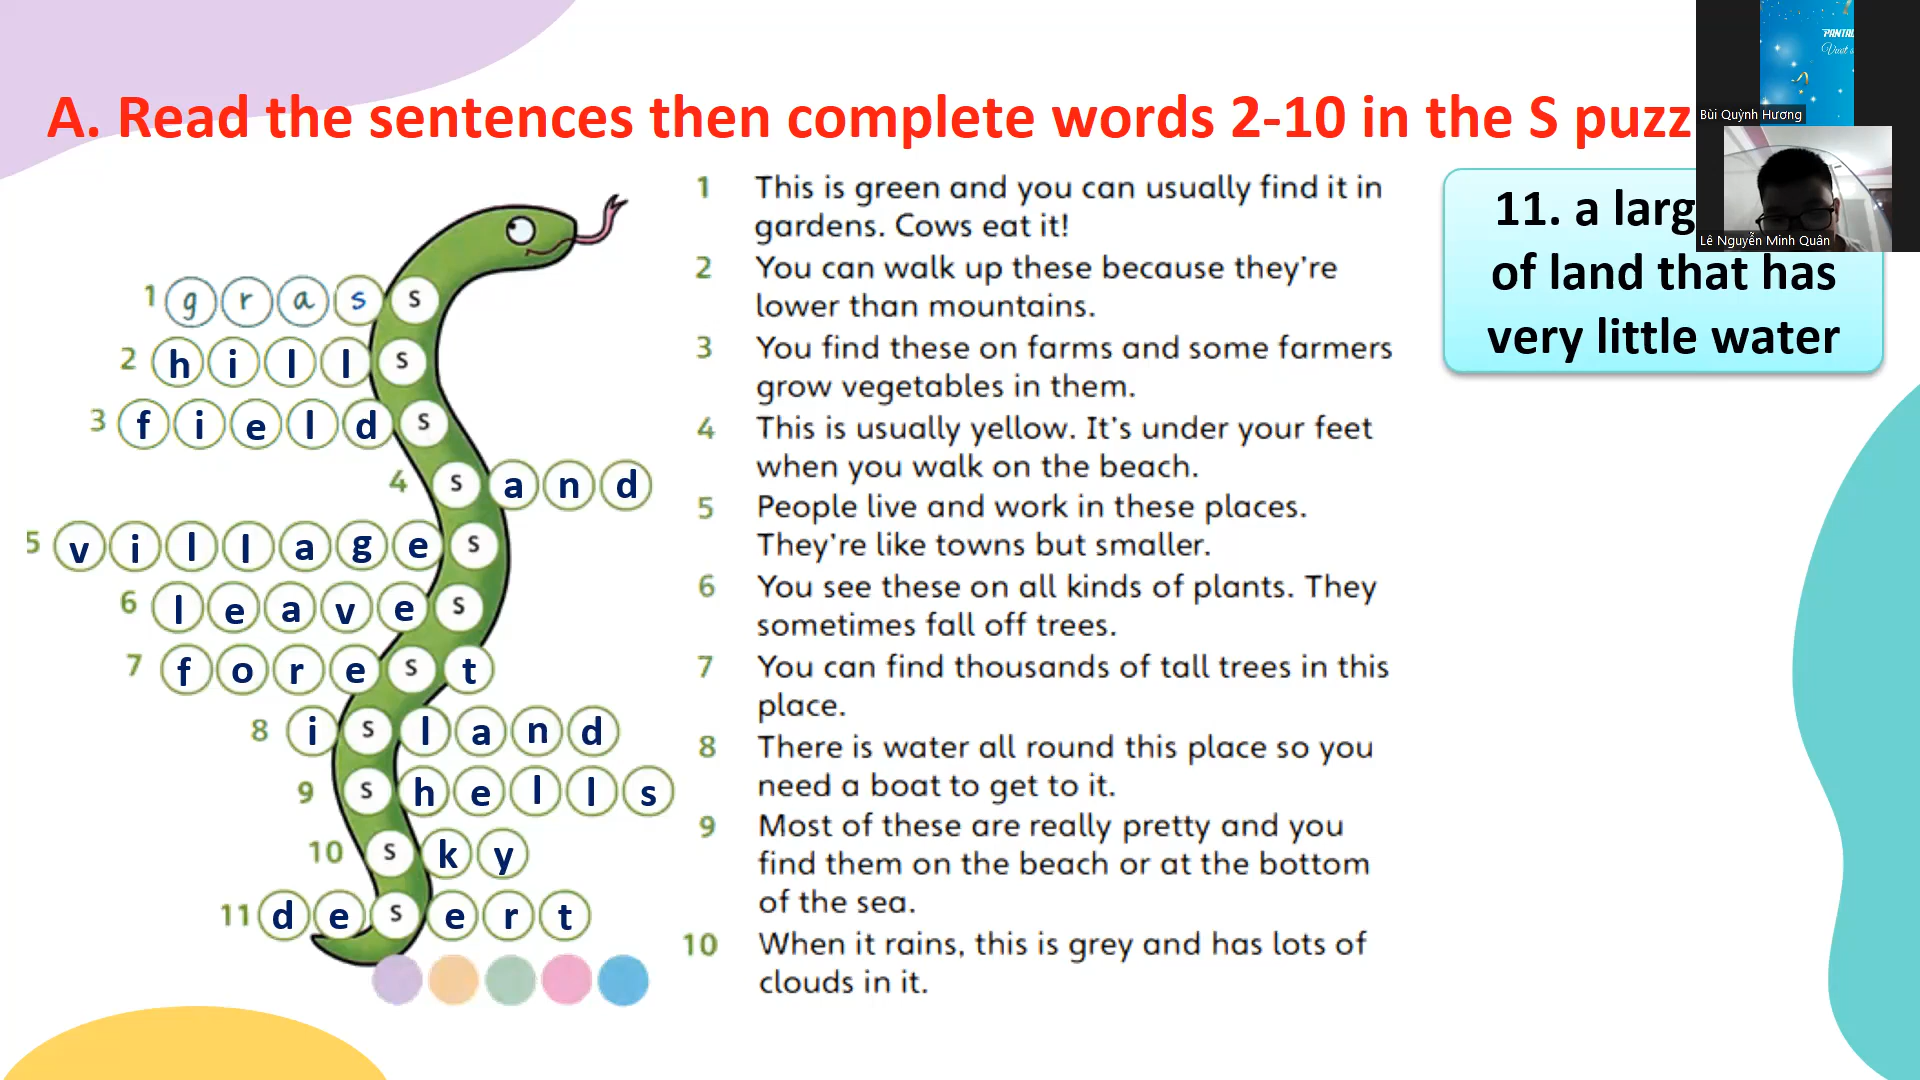 A. Read the sentences then complete words 2-10 in the S puzz
PANTAL
Bùi Quỳnh Hương
Lê Nguyễn Minh Quân
1 g r a s s
2 h i l l s
3 f i e l d s
4 s a n d
5 v i l l a g e s
6 l e a v e s
7 f o r e s t
8 i s l a n d
9 s h e l l s
10 s k y
11 d e s e r t
1 This is green and you can usually find it in
gardens. Cows eat it!
2 You can walk up these because they're
lower than mountains.
3 You find these on farms and some farmers
grow vegetables in them.
4 This is usually yellow. It's under your feet
when you walk on the beach.
5 People live and work in these places.
They're like towns but smaller.
6 You see these on all kinds of plants. They
sometimes fall off trees.
7 You can find thousands of tall trees in this
place.
8 There is water all round this place so you
need a boat to get to it.
9 Most of these are really pretty and you
find them on the beach or at the bottom
of the sea.
10 When it rains, this is grey and has lots of
clouds in it.
11. a larg
of land that has
very little water